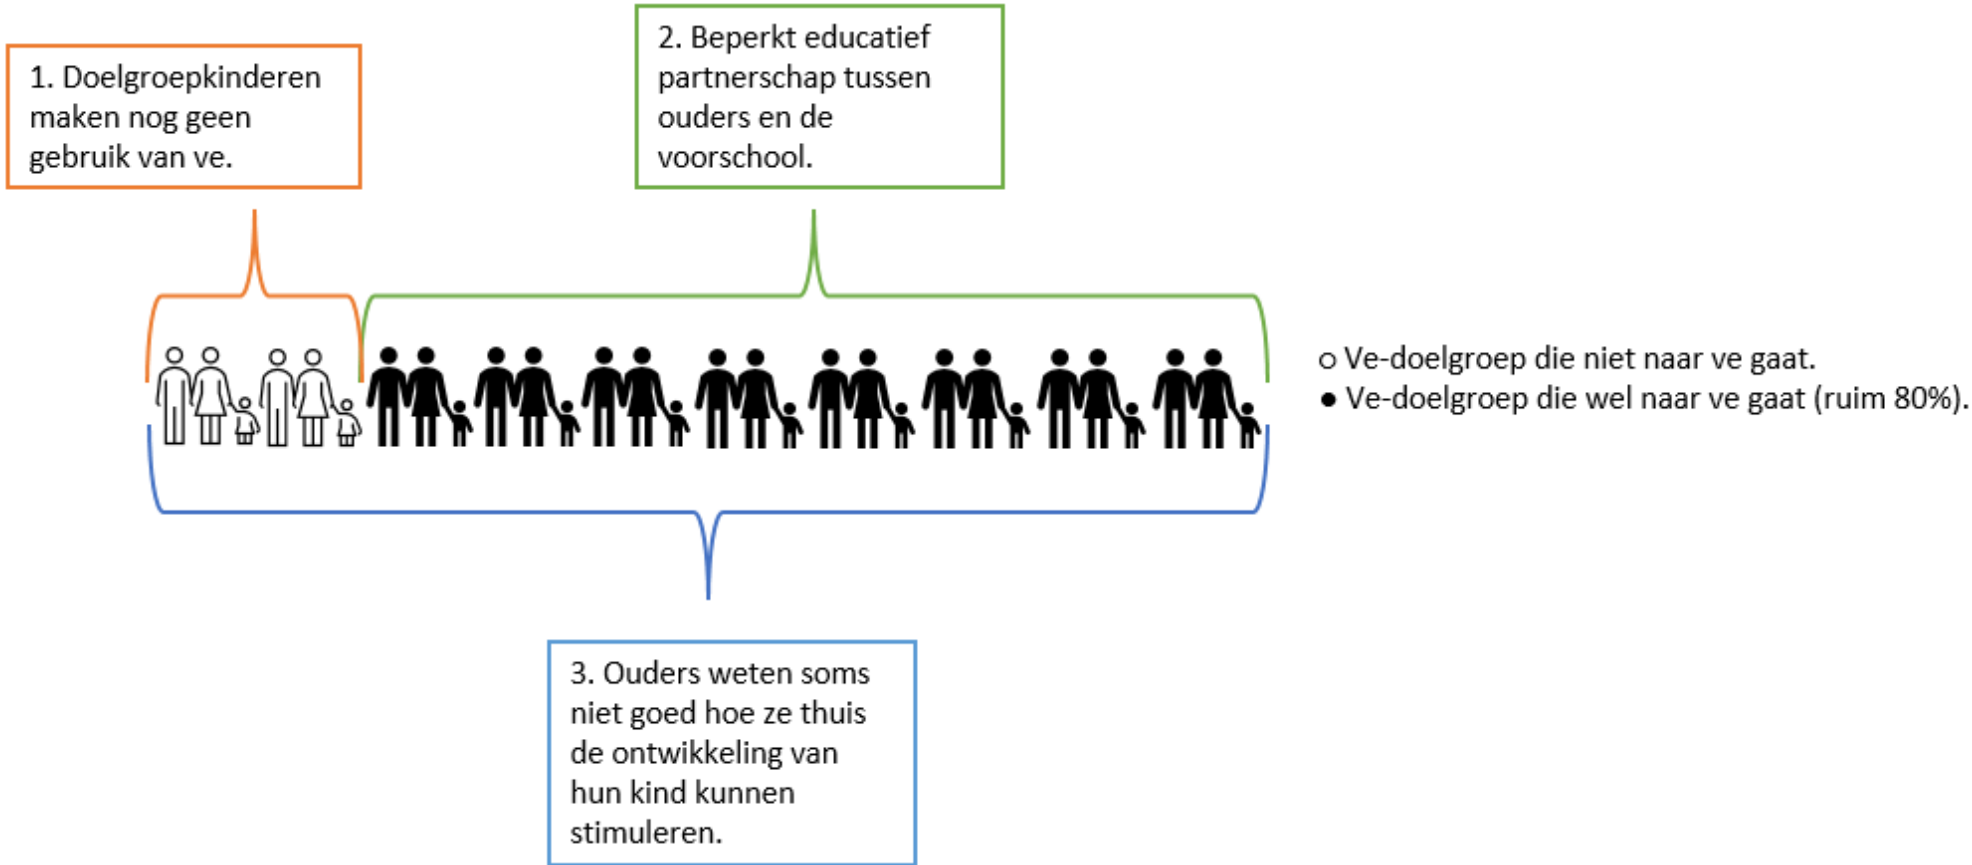 1. Doelgroepkinderen
maken nog geen
gebruik van ve.
2. Beperkt educatief
partnerschap tussen
ouders en de
voorschool.
○ Ve-doelgroep die niet naar ve gaat.
● Ve-doelgroep die wel naar ve gaat (ruim 80%).
3. Ouders weten soms
niet goed hoe ze thuis
de ontwikkeling van
hun kind kunnen
stimuleren.